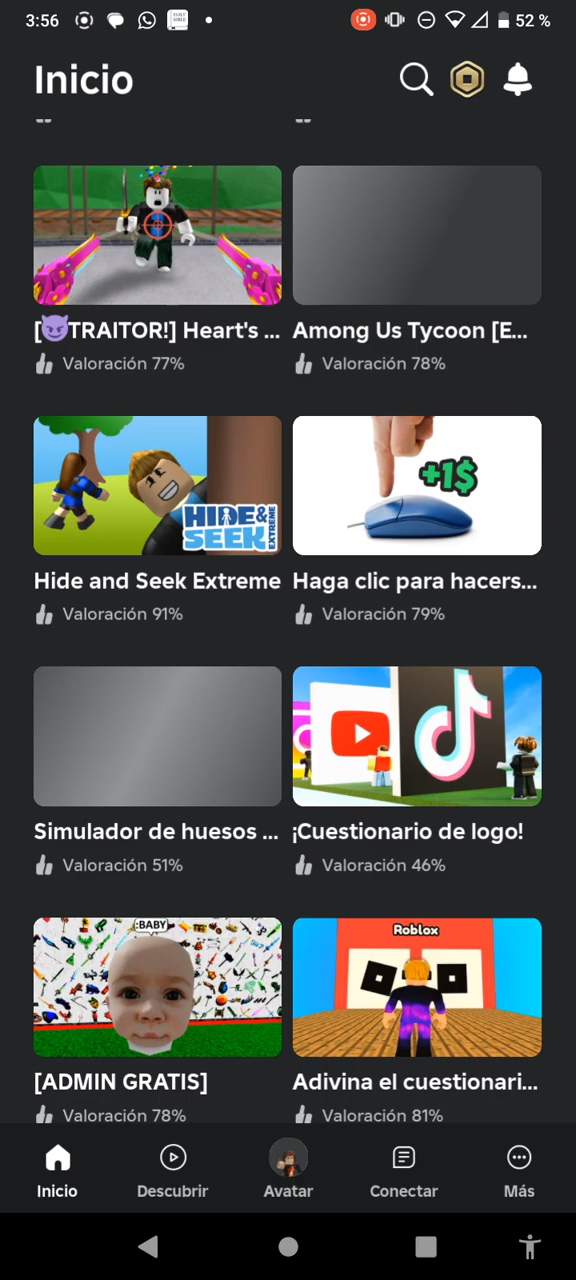 3:56
52 %
Inicio
[😈TRAITOR!] Heart's ...
Among Us Tycoon [E...
Valoración 77%
Valoración 78%
HIDE&
SEEK
EXTREME
+1$
Hide and Seek Extreme
Haga clic para hacers...
Valoración 91%
Valoración 79%
Simulador de huesos ...
¡Cuestionario de logo!
Valoración 51%
Valoración 46%
:BABY
Roblox
[ADMIN GRATIS]
Adivina el cuestionari...
Valoración 78%
Valoración 81%
Inicio
Descubrir
Avatar
Conectar
Más